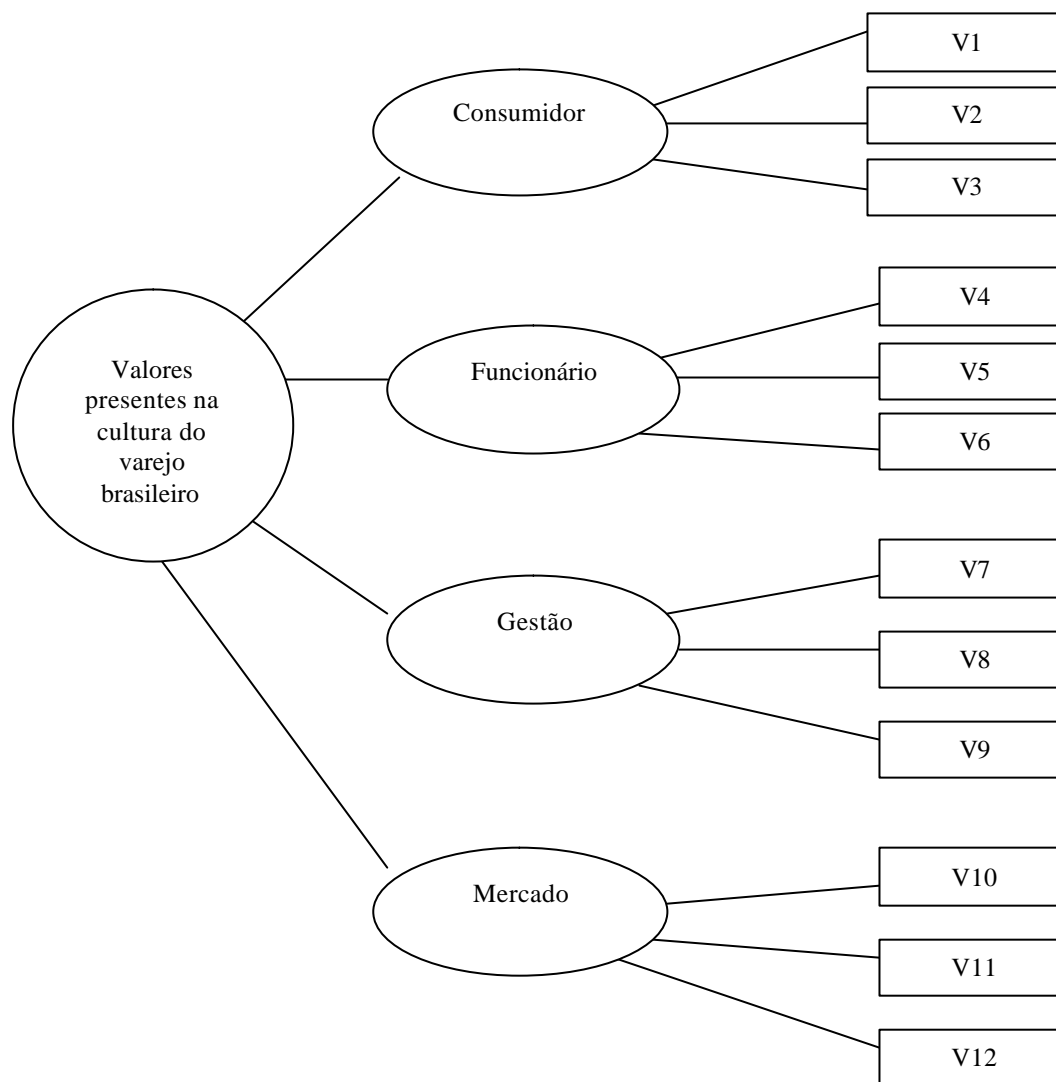 V1
Consumidor
V2
V3
V4
Valores
presentes na
cultura do
varejo
brasileiro
Funcionário
V5
V6
V7
Gestão
V8
V9
V10
Mercado
V11
V12